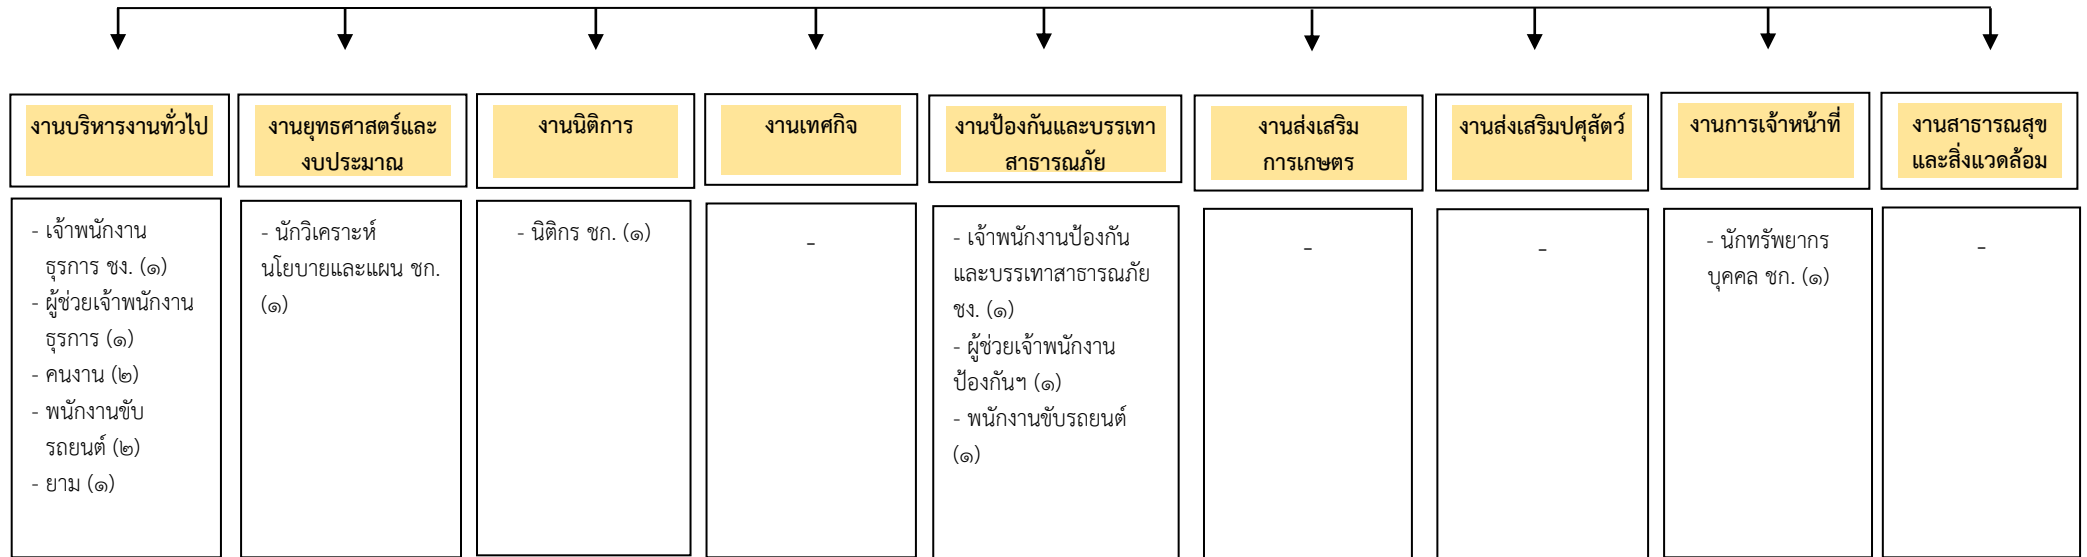 งานบริหารงานทั่วไป
งานยุทธศาสตร์และ
งบประมาณ
งานนิติการ
งานเทศกิจ
งานป้องกันและบรรเทา
สาธารณภัย
งานส่งเสริม
การเกษตร
งานส่งเสริมปศุสัตว์
งานการเจ้าหน้าที่
งานสาธารณสุข
และสิ่งแวดล้อม
- เจ้าพนักงาน
ธุรการ ชง. (๑)
- ผู้ช่วยเจ้าพนักงาน
ธุรการ (๑)
- คนงาน (๒)
- พนักงานขับ
รถยนต์ (๒)
- ยาม (๑)
- นักวิเคราะห์
นโยบายและแผน ชก.
(๑)
- นิติกร ชก. (๑)
-
- เจ้าพนักงานป้องกัน
และบรรเทาสาธารณภัย
ชง. (๑)
- ผู้ช่วยเจ้าพนักงาน
ป้องกันฯ (๑)
- พนักงานขับรถยนต์
(๑)
-
-
- นักทรัพยากร
บุคคล ชก. (๑)
-